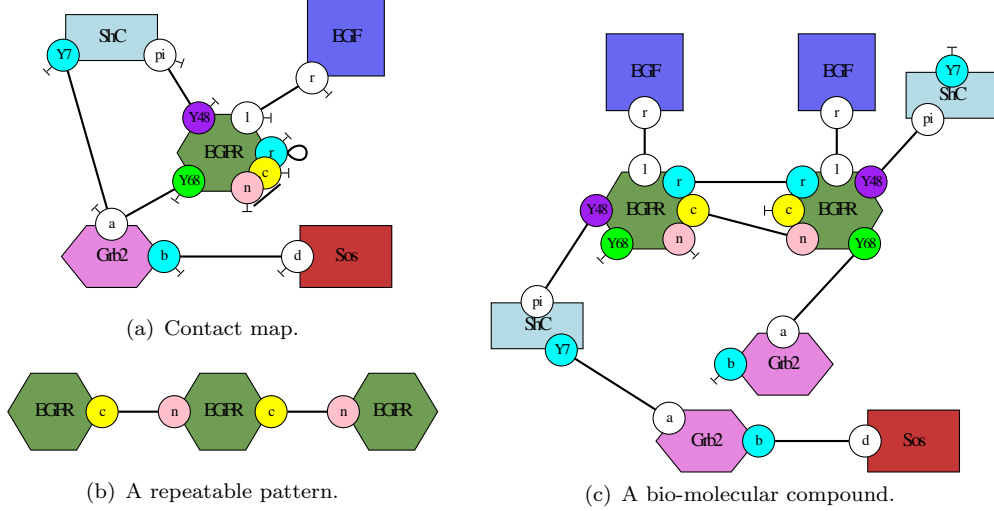 ShC
EGF
Y7
pi
r
Y48
l
EGFR
r
c
Y68
n
a
Grb2
b
d
Sos
(a) Contact map.
EGFR
c
n
EGFR
c
n
EGFR
(b) A repeatable pattern.
EGF
EGF
Y7
ShC
r
r
pi
l
l
r
r
Y48
Y48
EGFR
c
c
EGFR
Y68
n
n
Y68
pi
ShC
Y7
a
b
Grb2
a
Grb2
b
d
Sos
(c) A bio-molecular compound.